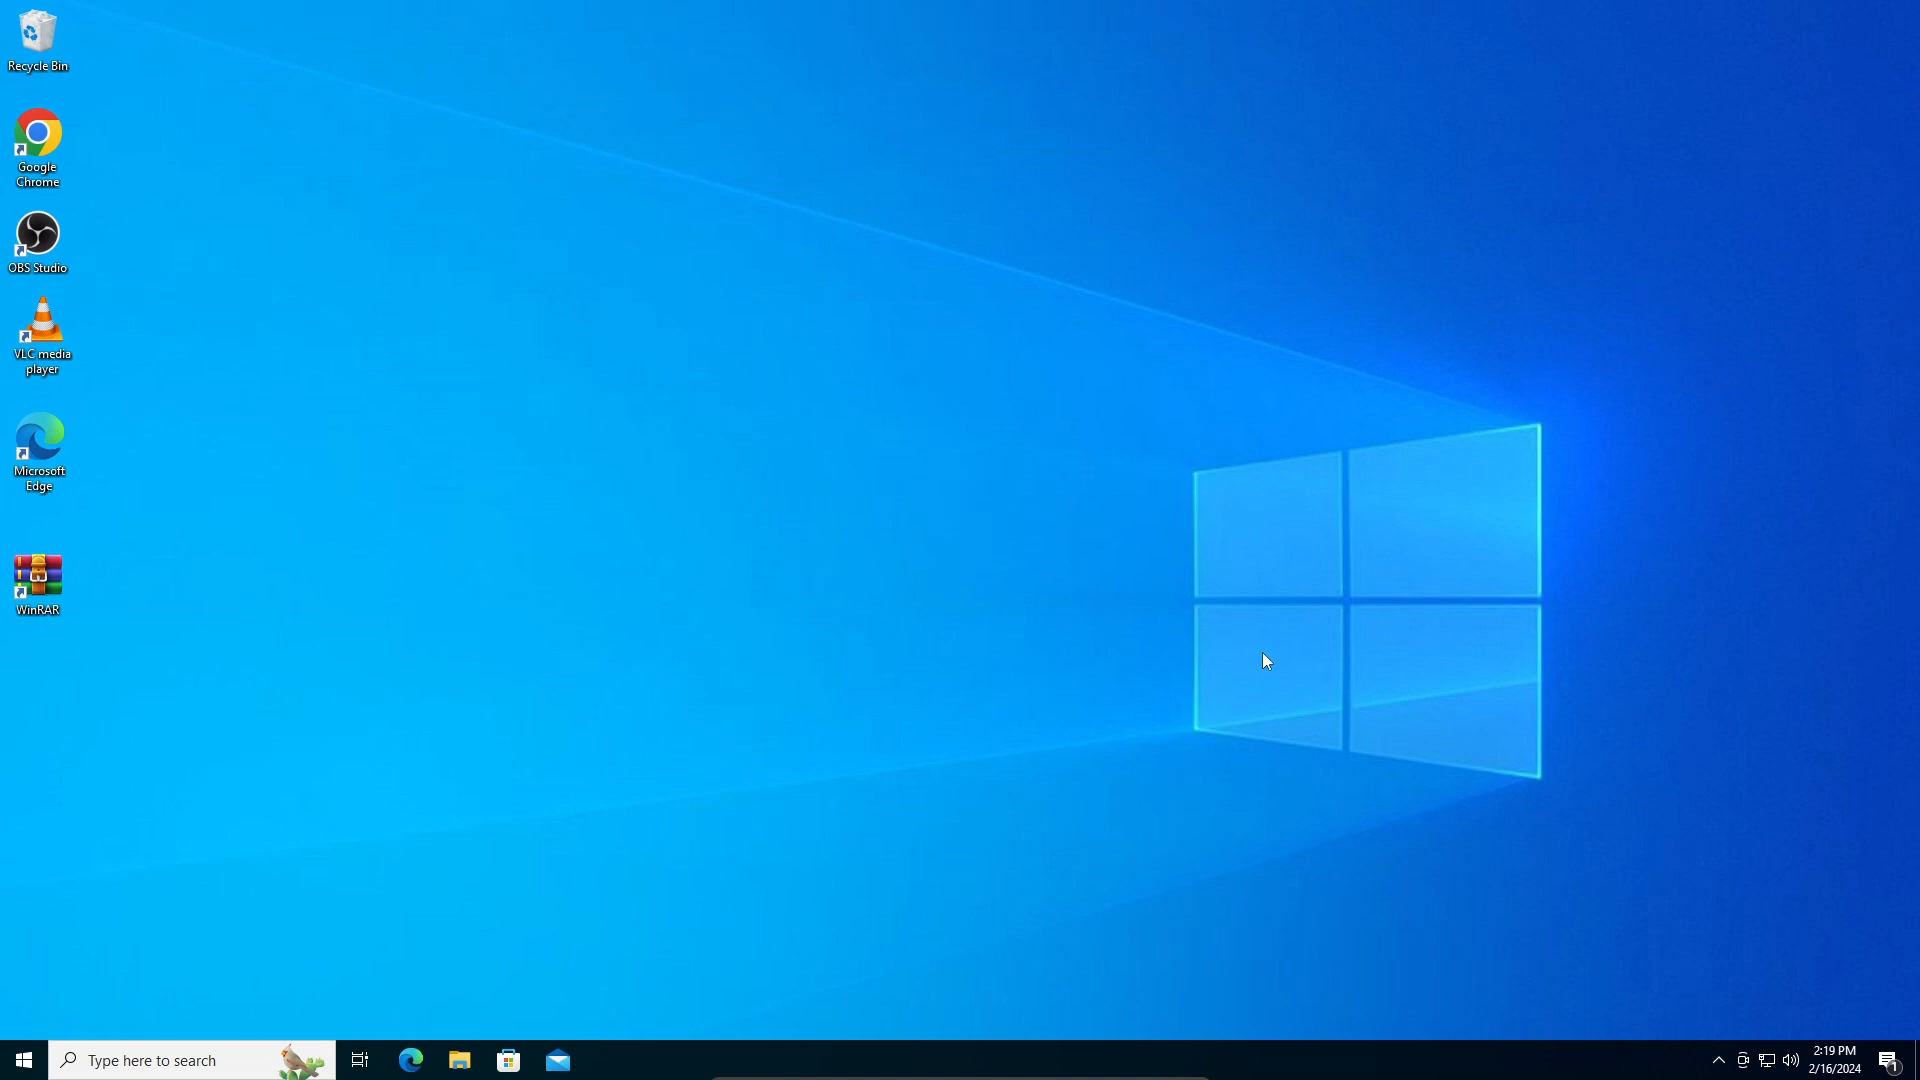 Recycle Bin
Google
Chrome
OBS Studio
VLC media
player
Microsoft
Edge
WinRAR
Type here to search
2:19 PM
2/16/2024
1